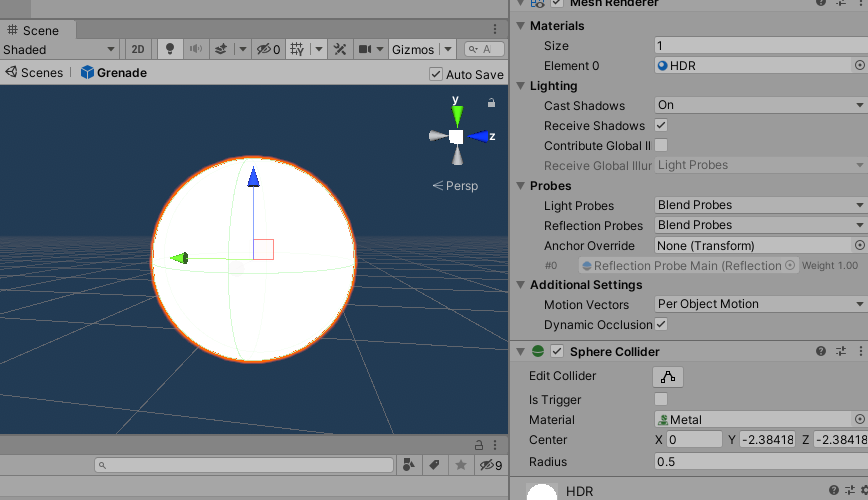 Scene
Shaded
2D
0
Gizmos
A
Scenes
Grenade
Auto Save
y
z
Persp
9
Mesh Renderer
Materials
Size
1
Element 0
HDR
Lighting
Cast Shadows
On
Receive Shadows
Contribute Global Il
Receive Global Illur
Light Probes
Probes
Light Probes
Blend Probes
Reflection Probes
Blend Probes
Anchor Override
None (Transform)
#0
Reflection Probe Main (Reflection
Weight 1.00
Additional Settings
Motion Vectors
Per Object Motion
Dynamic Occlusion
Sphere Collider
Edit Collider
Is Trigger
Material
Metal
Center
X 0 Y -2.38418 Z -2.38418
Radius
0.5
HDR